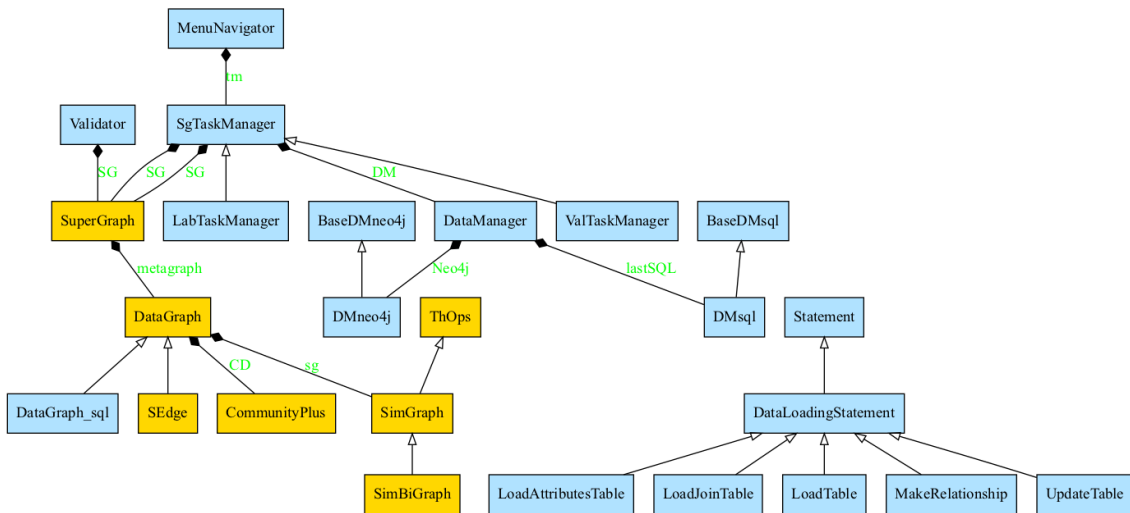 MenuNavigator
tm
Validator
SgTaskManager
SG
SG
SG
DM
SuperGraph
LabTaskManager
BaseDMneo4j
DataManager
ValTaskManager
BaseDMsql
metagraph
Neo4j
lastSQL
DataGraph
DMneo4j
ThOps
DMsql
Statement
CD
sg
DataGraph_sql
SEdge
CommunityPlus
SimGraph
DataLoadingStatement
SimBiGraph
LoadAttributesTable
LoadJoinTable
LoadTable
MakeRelationship
UpdateTable